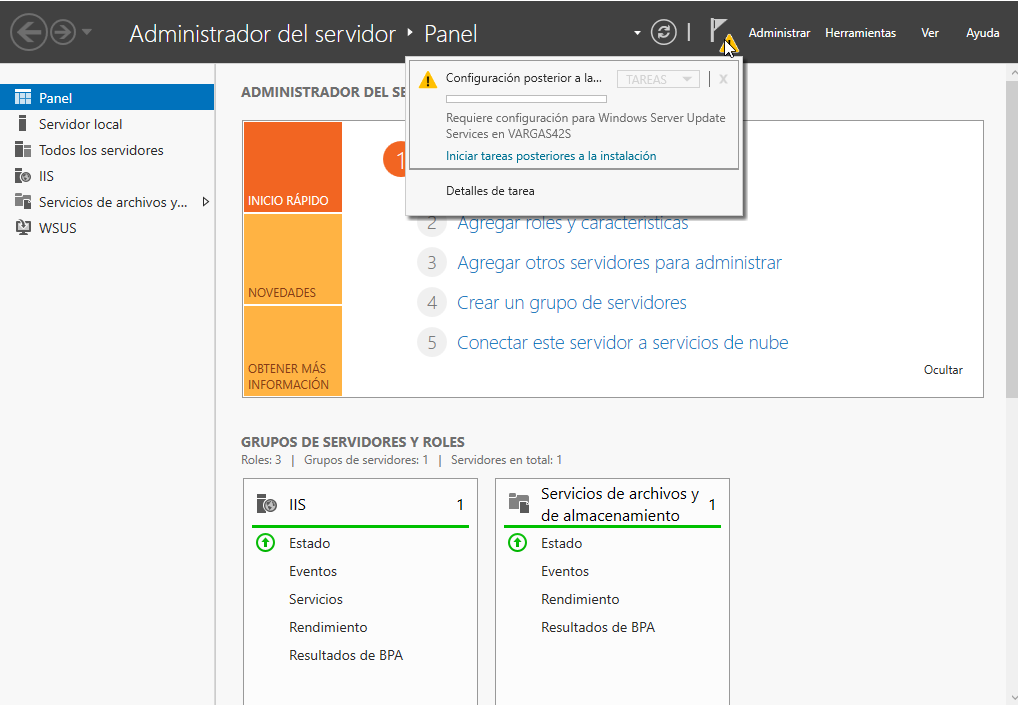 Administrador del servidor ‣ Panel
Administrar
Herramientas
Ver
Ayuda
Panel
Servidor local
Todos los servidores
IIS
Servicios de archivos y...
WSUS
ADMINISTRADOR DEL SE
Configuración posterior a la...
TAREAS
X
Requiere configuración para Windows Server Update
Services en VARGAS42S
Iniciar tareas posteriores a la instalación
Detalles de tarea
INICIO RÁPIDO
NOVEDADES
OBTENER MÁS
INFORMACIÓN
1
2 Agregar roles y características
3 Agregar otros servidores para administrar
4 Crear un grupo de servidores
5 Conectar este servidor a servicios de nube
Ocultar
GRUPOS DE SERVIDORES Y ROLES
Roles: 3 | Grupos de servidores: 1 | Servidores en total: 1
IIS 1
Estado
Eventos
Servicios
Rendimiento
Resultados de BPA
Servicios de archivos y
de almacenamiento 1
Estado
Eventos
Rendimiento
Resultados de BPA